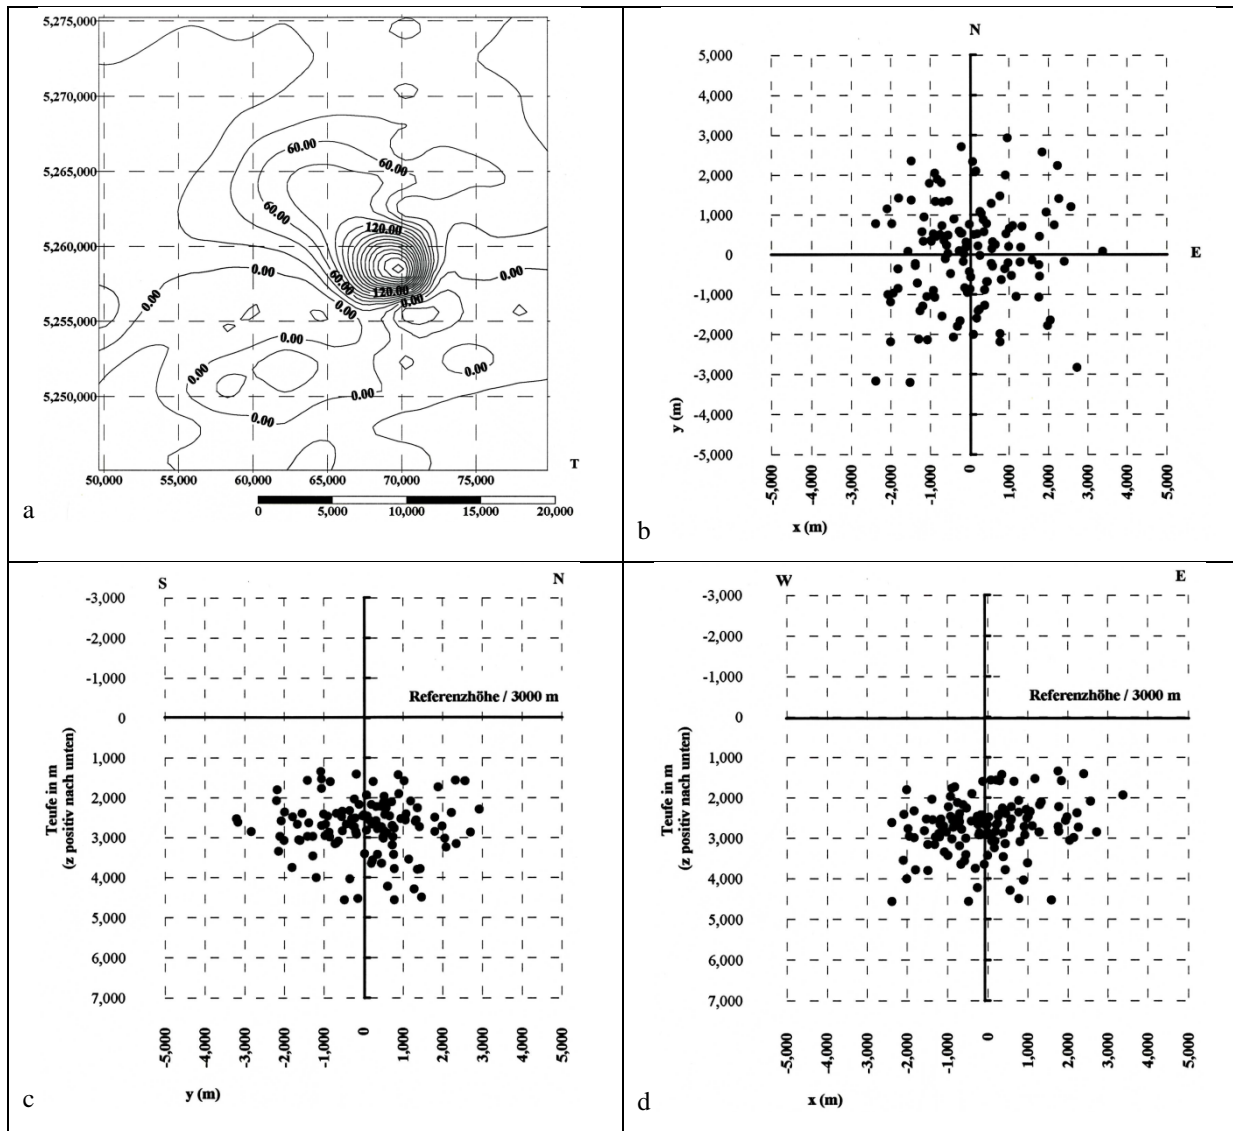 5,275,000
5,270,000
5,265,000
5,260,000
5,255,000
5,250,000
60.00
60.00
60.00
120.00
60.00
120.00
0.00
0.00
0.00
0.00
0.00
0.00
0.00
0.00
0.00
0.00
T
50,000 55,000 60,000 65,000 70,000 75,000
0 5,000 10,000 15,000 20,000
a
N
5,000
4,000
3,000
2,000
1,000
0
E
-1,000
-2,000
-3,000
-4,000
-5,000
y (m)
-5,000 -4,000 -3,000 -2,000 -1,000 0 1,000 2,000 3,000 4,000 5,000
x (m)
b
S N
-3,000
-2,000
-1,000
Referenzhöhe / 3000 m
0
1,000
2,000
3,000
4,000
5,000
6,000
7,000
Teufe in m
(z positiv nach unten)
-5,000 -4,000 -3,000 -2,000 -1,000 0 1,000 2,000 3,000 4,000 5,000
y (m)
c
W E
-3,000
-2,000
-1,000
Referenzhöhe / 3000 m
0
1,000
2,000
3,000
4,000
5,000
6,000
7,000
Teufe in m
(z positiv nach unten)
-5,000 -4,000 -3,000 -2,000 -1,000 0 1,000 2,000 3,000 4,000 5,000
x (m)
d